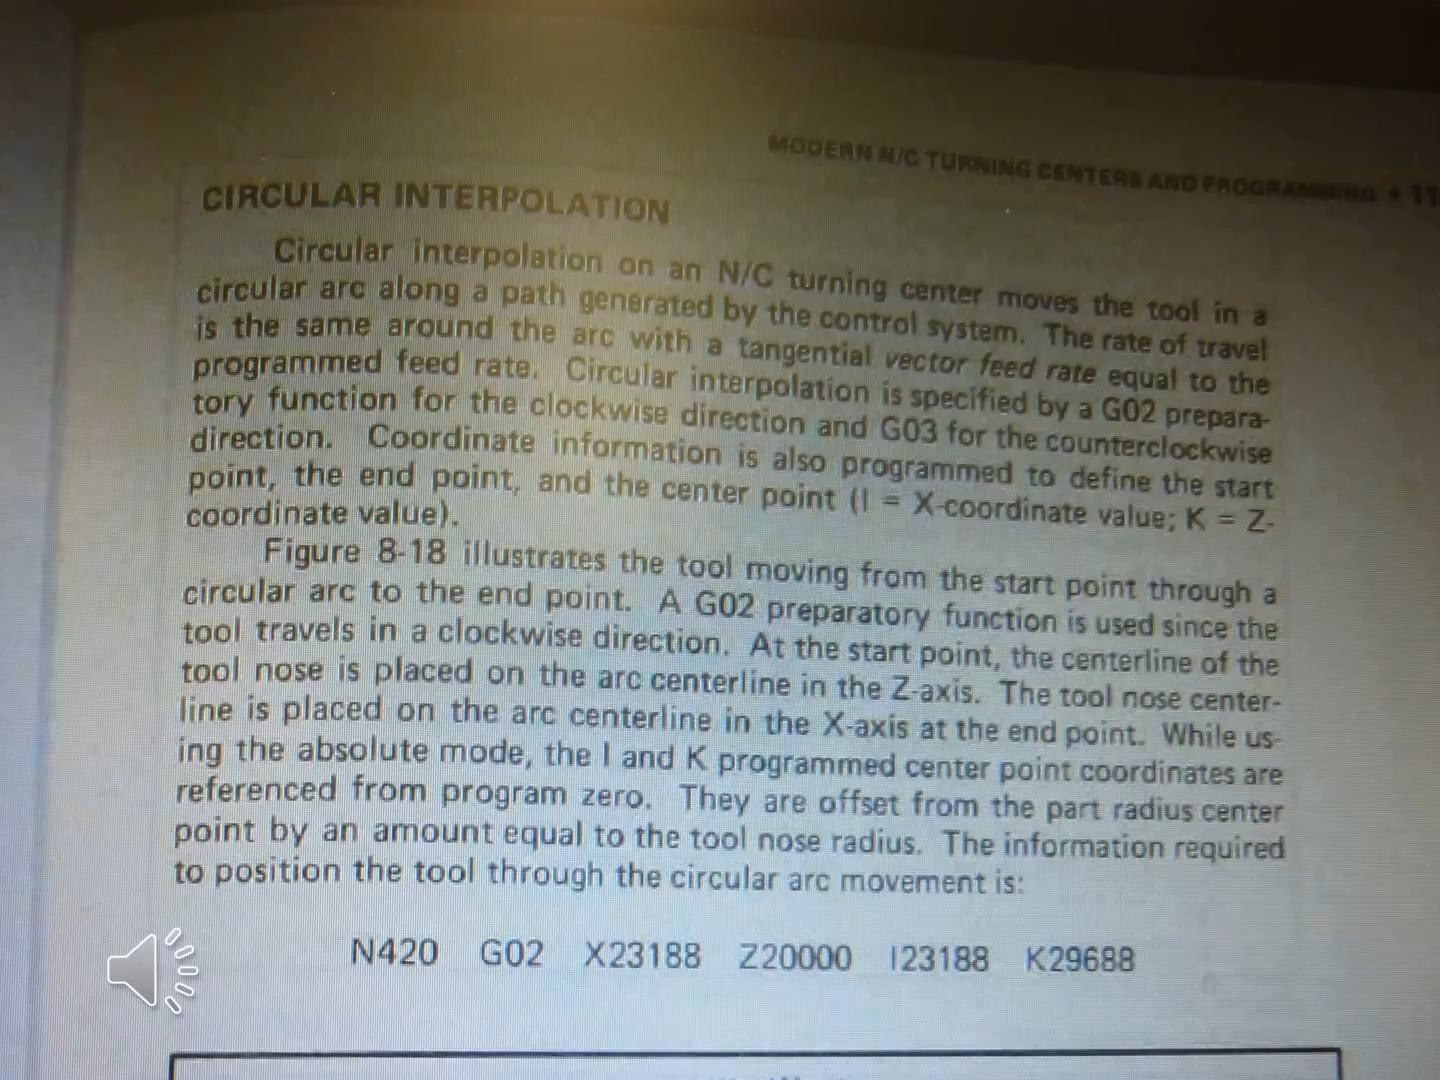 MODERN N/C TURNING CENTERS AND PROGRAMMING • 11
CIRCULAR INTERPOLATION
Circular interpolation on an N/C turning center moves the tool in a
circular arc along a path generated by the control system. The rate of travel
is the same around the arc with a tangential vector feed rate equal to the
programmed feed rate. Circular interpolation is specified by a G02 prepara-
tory function for the clockwise direction and G03 for the counterclockwise
direction. Coordinate information is also programmed to define the start
point, the end point, and the center point (I = X-coordinate value; K = Z-
coordinate value).
Figure 8-18 illustrates the tool moving from the start point through a
circular arc to the end point. A G02 preparatory function is used since the
tool travels in a clockwise direction. At the start point, the centerline of the
tool nose is placed on the arc centerline in the Z-axis. The tool nose center-
line is placed on the arc centerline in the X-axis at the end point. While us-
ing the absolute mode, the I and K programmed center point coordinates are
referenced from program zero. They are offset from the part radius center
point by an amount equal to the tool nose radius. The information required
to position the tool through the circular arc movement is:
N420 G02 X23188 Z20000 I23188 K29688